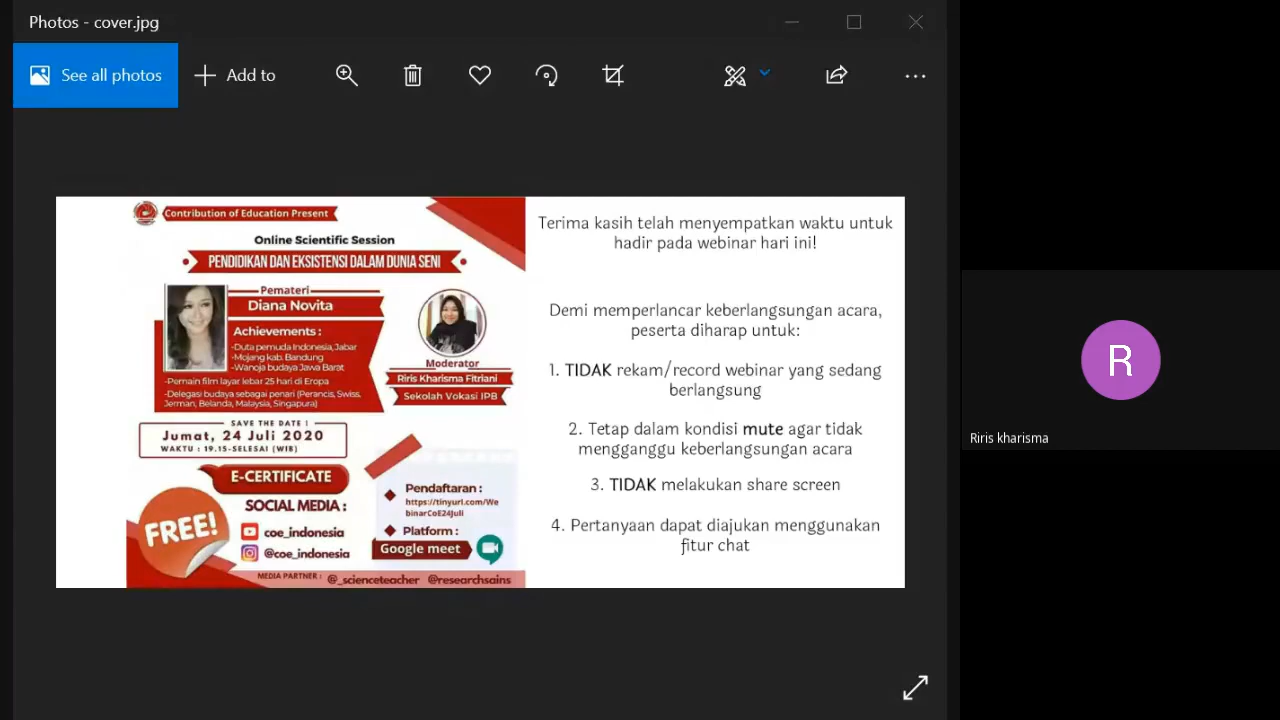 Photos - cover.jpg
See all photos
Add to
Contribution of Education Present
Online Scientific Session
PENDIDIKAN DAN EKSISTENSI DALAM DUNIA SENI
Pemateri
Diana Novita
Achievements :
-Duta pemuda Indonesia, Jabar
-Mojang kab. Bandung
-Wanoja budaya Jawa Barat
-Pemain film layar lebar 25 hari di Eropa
-Delegasi budaya sebagai penari (Perancis, Swiss,
Jerman, Belanda, Malaysia, Singapura)
Moderator
Riris Kharisma Fitriani
Sekolah Vokasi IPB
SAVE THE DATE !
Jumat, 24 Juli 2020
WAKTU : 19.15-SELESAI (WIB)
E-CERTIFICATE
FREE!
SOCIAL MEDIA :
coe_indonesia
@coe_indonesia
Pendaftaran :
https://tinyurl.com/We
binarCoE24Juli
Platform :
Google meet
MEDIA PARTNER : @_scienceteacher @researchsains
Terima kasih telah menyempatkan waktu untuk
hadir pada webinar hari ini!
Demi memperlancar keberlangsungan acara,
peserta diharap untuk:
1. TIDAK rekam/record webinar yang sedang
berlangsung
2. Tetap dalam kondisi mute agar tidak
mengganggu keberlangsungan acara
3. TIDAK melakukan share screen
4. Pertanyaan dapat diajukan menggunakan
fitur chat
R
Riris kharisma